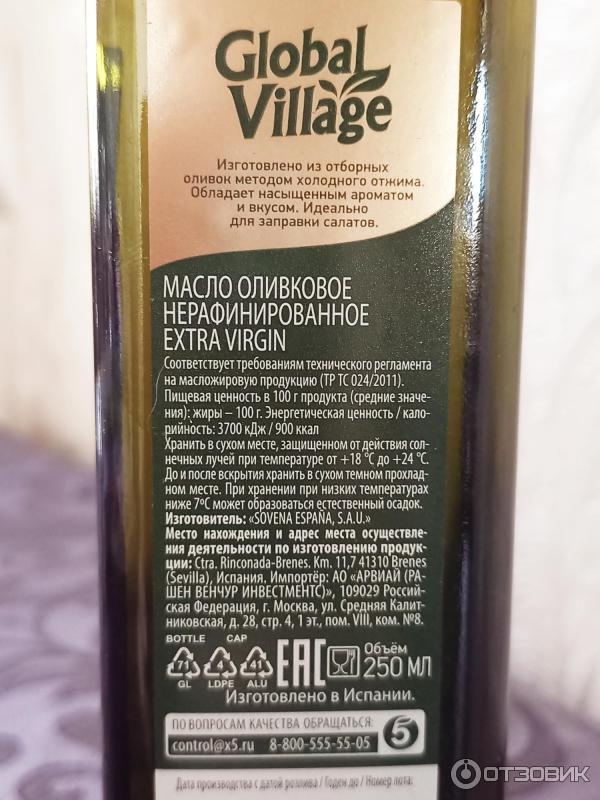 Global
Village
Изготовлено из отборных
оливок методом холодного отжима.
Обладает насыщенным ароматом
и вкусом. Идеально
для заправки салатов.
МАСЛО ОЛИВКОВОЕ
НЕРАФИНИРОВАННОЕ
EXTRA VIRGIN
Соответствует требованиям технического регламента
на масложировую продукцию (ТР ТС 024/2011).
Пищевая ценность в 100 г продукта (средние значе-
ния): жиры – 100 г. Энергетическая ценность / кало-
рийность: 3700 кДж / 900 ккал
Хранить в сухом месте, защищенном от действия сол-
нечных лучей при температуре от +18 °С до +24 °С.
До и после вскрытия хранить в сухом темном прохлад-
ном месте. При хранении при низких температурах
ниже 7ºС может образоваться естественный осадок.
Изготовитель: «SOVENA ESPAÑA, S.A.U.»
Место нахождения и адрес места осуществле-
ния деятельности по изготовлению продук-
ции: Ctra. Rinconada-Brenes. Km. 11,7 41310 Brenes
(Sevilla), Испания. Импортёр: АО «АРВИАЙ (РА-
ШЕН ВЕНЧУР ИНВЕСТМЕНТС)», 109029 Россий-
ская Федерация, г. Москва, ул. Средняя Калит-
никовская, д. 28, стр. 4, 1 эт., пом. VIII, ком. №8.
BOTTLE CAP
71 4 41 EAC Объём
GL LDPE ALU 250 МЛ
Изготовлено в Испании.
ПО ВОПРОСАМ КАЧЕСТВА ОБРАЩАТЬСЯ:
control@x5.ru 8-800-555-55-05 5
Дата производства с датой розлива / Годен до / Номер лота:
ОТЗОВИК